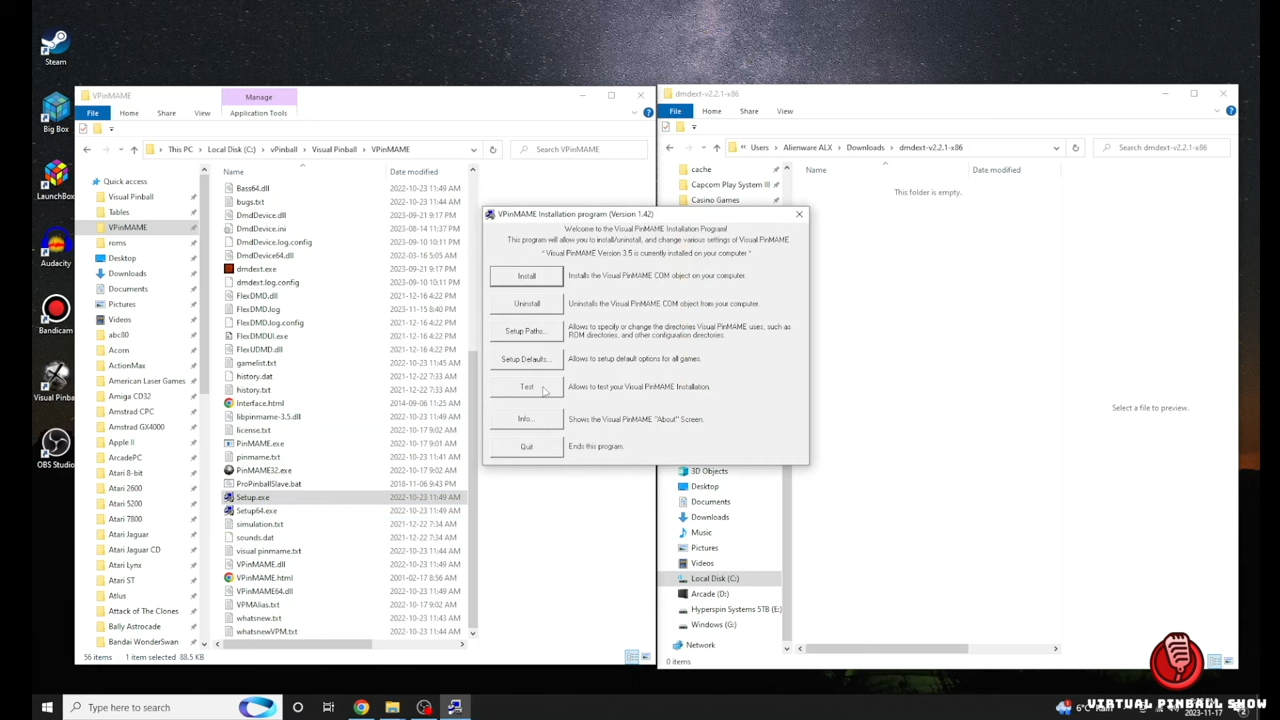 Steam
Big Box
LaunchBox
Audacity
Bandicam
Visual Pinba
OBS Studio
VPinMAME
Manage
File
Home
Share
View
Application Tools
This PC > Local Disk (C:) > vPinball > Visual Pinball > VPinMAME
Search VPinMAME
Quick access
Visual Pinball
Tables
VPinMAME
roms
Desktop
Downloads
Documents
Pictures
Videos
abc80
Acorn
ActionMax
American Laser Games
Amiga CD32
Amstrad CPC
Amstrad GX4000
Apple II
ArcadePC
Atari 8-bit
Atari 2600
Atari 5200
Atari 7800
Atari Jaguar
Atari Jaguar CD
Atari Lynx
Atari ST
Atlus
Attack of The Clones
Bally Astrocade
Bandai WonderSwan
Name Date modified
Bass64.dll 2022-10-23 11:49 AM
bugs.txt 2022-10-17 11:44 AM
DmdDevice.dll 2023-09-21 9:17 PM
DmdDevice.ini 2023-08-14 11:37 PM
DmdDevice.log.config 2023-09-10 10:11 PM
DmdDevice64.dll 2022-03-16 5:05 AM
dmdext.exe 2023-09-21 9:17 PM
dmdext.log.config 2023-09-10 10:11 PM
FlexDMD.dll 2021-12-16 4:22 PM
FlexDMD.log 2023-11-15 8:40 PM
FlexDMD.log.config 2021-12-16 4:22 PM
FlexDMDUI.exe 2021-12-16 4:22 PM
FlexUDMD.dll 2021-12-16 4:22 PM
gamelist.txt 2022-10-23 11:45 AM
history.dat 2021-12-22 7:33 AM
history.txt 2021-12-22 7:33 AM
Interface.html 2014-09-06 11:25 AM
libpinmame-3.5.dll 2022-10-23 11:49 AM
license.txt 2022-10-17 9:02 AM
PinMAME.exe 2022-10-17 9:01 AM
pinmame.txt 2022-10-23 11:41 AM
PinMAME32.exe 2022-10-17 9:02 AM
ProPinballSlave.bat 2018-11-06 9:43 PM
Setup.exe 2022-10-23 11:49 AM
Setup64.exe 2022-10-23 11:49 AM
simulation.txt 2021-12-22 7:34 AM
sounds.dat 2021-12-22 7:34 AM
visual pinmame.txt 2022-10-23 11:44 AM
VPinMAME.dll 2022-10-23 11:49 AM
VPinMAME.html 2001-02-17 8:56 AM
VPinMAME64.dll 2022-10-23 11:49 AM
VPMAlias.txt 2022-10-17 9:02 AM
whatsnew.txt 2022-10-23 11:43 AM
whatsnewVPM.txt 2022-10-23 11:44 AM
56 items 1 item selected 88.5 KB
VPinMAME Installation program (Version 1.42)
Welcome to the Visual PinMAME Installation Program!
This program will allow you to install/uninstall, and change various settings of Visual PinMAME
" Visual PinMAME Version 3.5 is currently installed on you computer "
Install Installs the Visual PinMAME COM object on your computer.
Uninstall Uninstalls the Visual PinMAME COM object from your computer.
Setup Paths... Allows to specify or change the directories Visual PinMAME uses, such as
ROM directories, and other configuration directories.
Setup Defaults... Allows to setup default options for all games.
Test Allows to test your Visual PinMAME Installation.
Info... Shows the Visual PinMAME "About" Screen.
Quit Ends this program.
dmdext-v2.2.1-x86
File
Home
Share
View
« Users > Alienware ALX > Downloads > dmdext-v2.2.1-x86
Search dmdext-v2.2.1-x86
cache
Capcom Play System III
Casino Games
3D Objects
Desktop
Documents
Downloads
Music
Pictures
Videos
Local Disk (C:)
Arcade (D:)
Hyperspin Systems 5TB (E:)
Windows (G:)
Network
Name Date modified
This folder is empty.
Select a file to preview.
0 items
Type here to search
6°C
2023-11-17
VIRTUAL PINBALL SHOW